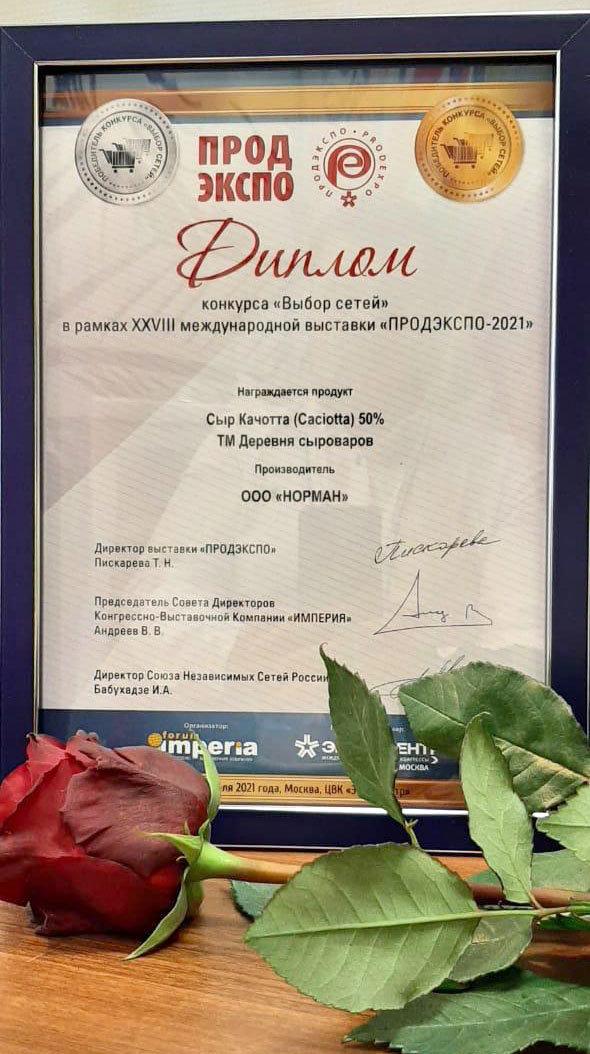 ПОБЕДИТЕЛЬ КОНКУРСА «ВЫБОР СЕТЕЙ»
ПРОД
ЭКСПО
ПРОДЭКСПО • PRODEXPO
ПОБЕДИТЕЛЬ КОНКУРСА «ВЫБОР СЕТЕЙ»
Диплом
конкурса «Выбор сетей»
в рамках XXVIII международной выставки «ПРОДЭКСПО-2021»
Награждается продукт
Сыр Качотта (Caciotta) 50%
ТМ Деревня сыроваров
Производитель
ООО «НОРМАН»
Директор выставки «ПРОДЭКСПО»
Пискарева Т. Н.
Пискарева
Председатель Совета Директоров
Конгрессно-Выставочной Компании «ИМПЕРИЯ»
Андреев В. В.
Директор Союза Независимых Сетей России
Бабухадзе И.А.
Организатор:
forum
imperia
МОСКВА
2021 года, Москва, ЦВК